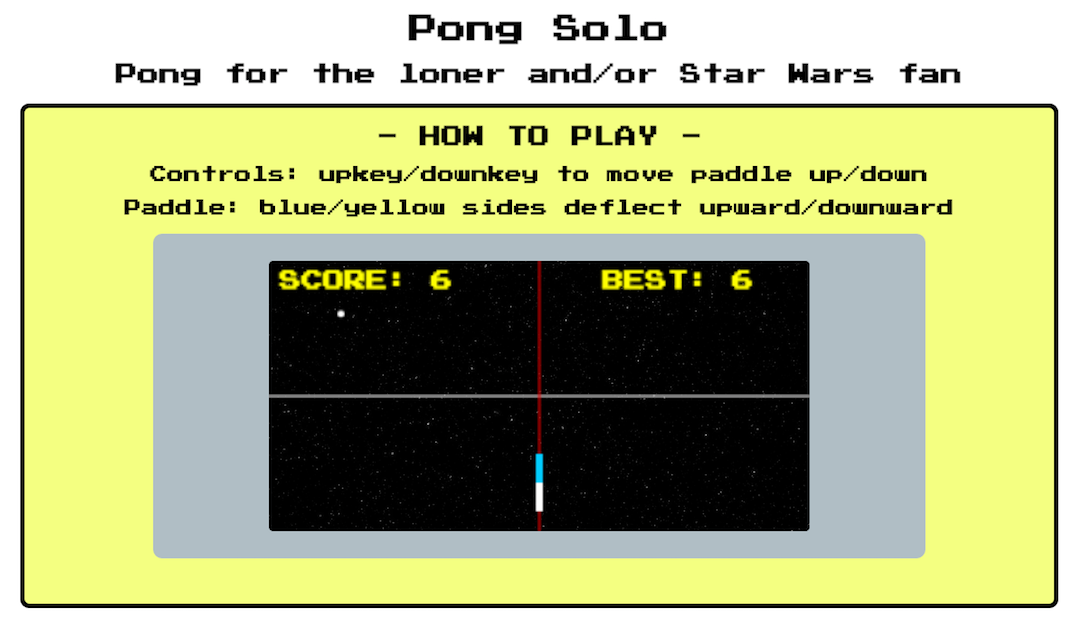 Pong Solo
Pong for the loner and/or Star Wars fan
- HOW TO PLAY -
Controls: upkey/downkey to move paddle up/down
Paddle: blue/yellow sides deflect upward/downward
SCORE: 6 BEST: 6